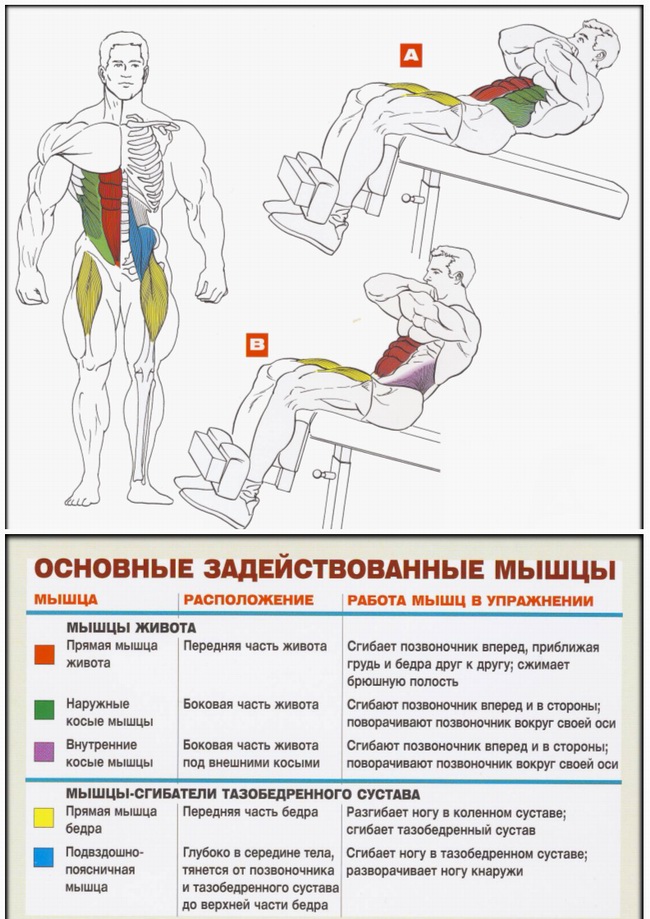 A
B
ОСНОВНЫЕ ЗАДЕЙСТВОВАННЫЕ МЫШЦЫ
МЫШЦА РАСПОЛОЖЕНИЕ РАБОТА МЫШЦ В УПРАЖНЕНИИ
МЫШЦЫ ЖИВОТА
Прямая мышца Передняя часть живота Сгибает позвоночник вперед, приближая
живота грудь и бедра друг к другу; сжимает
брюшную полость
Наружные Боковая часть живота Сгибают позвоночник вперед и в стороны;
косые мышцы поворачивают позвоночник вокруг своей оси
Внутренние Боковая часть живота Сгибают позвоночник вперед и в стороны;
косые мышцы под внешними косыми поворачивают позвоночник вокруг своей оси
МЫШЦЫ-СГИБАТЕЛИ ТАЗОБЕДРЕННОГО СУСТАВА
Прямая мышца Передняя часть бедра Разгибает ногу в коленном суставе;
бедра сгибает тазобедренный сустав
Подвздошно- Глубоко в середине тела, Сгибает ногу в тазобедренном суставе;
поясничная тянется от позвоночника разворачивает ногу кнаружи
мышца и тазобедренного сустава
до верхней части бедра